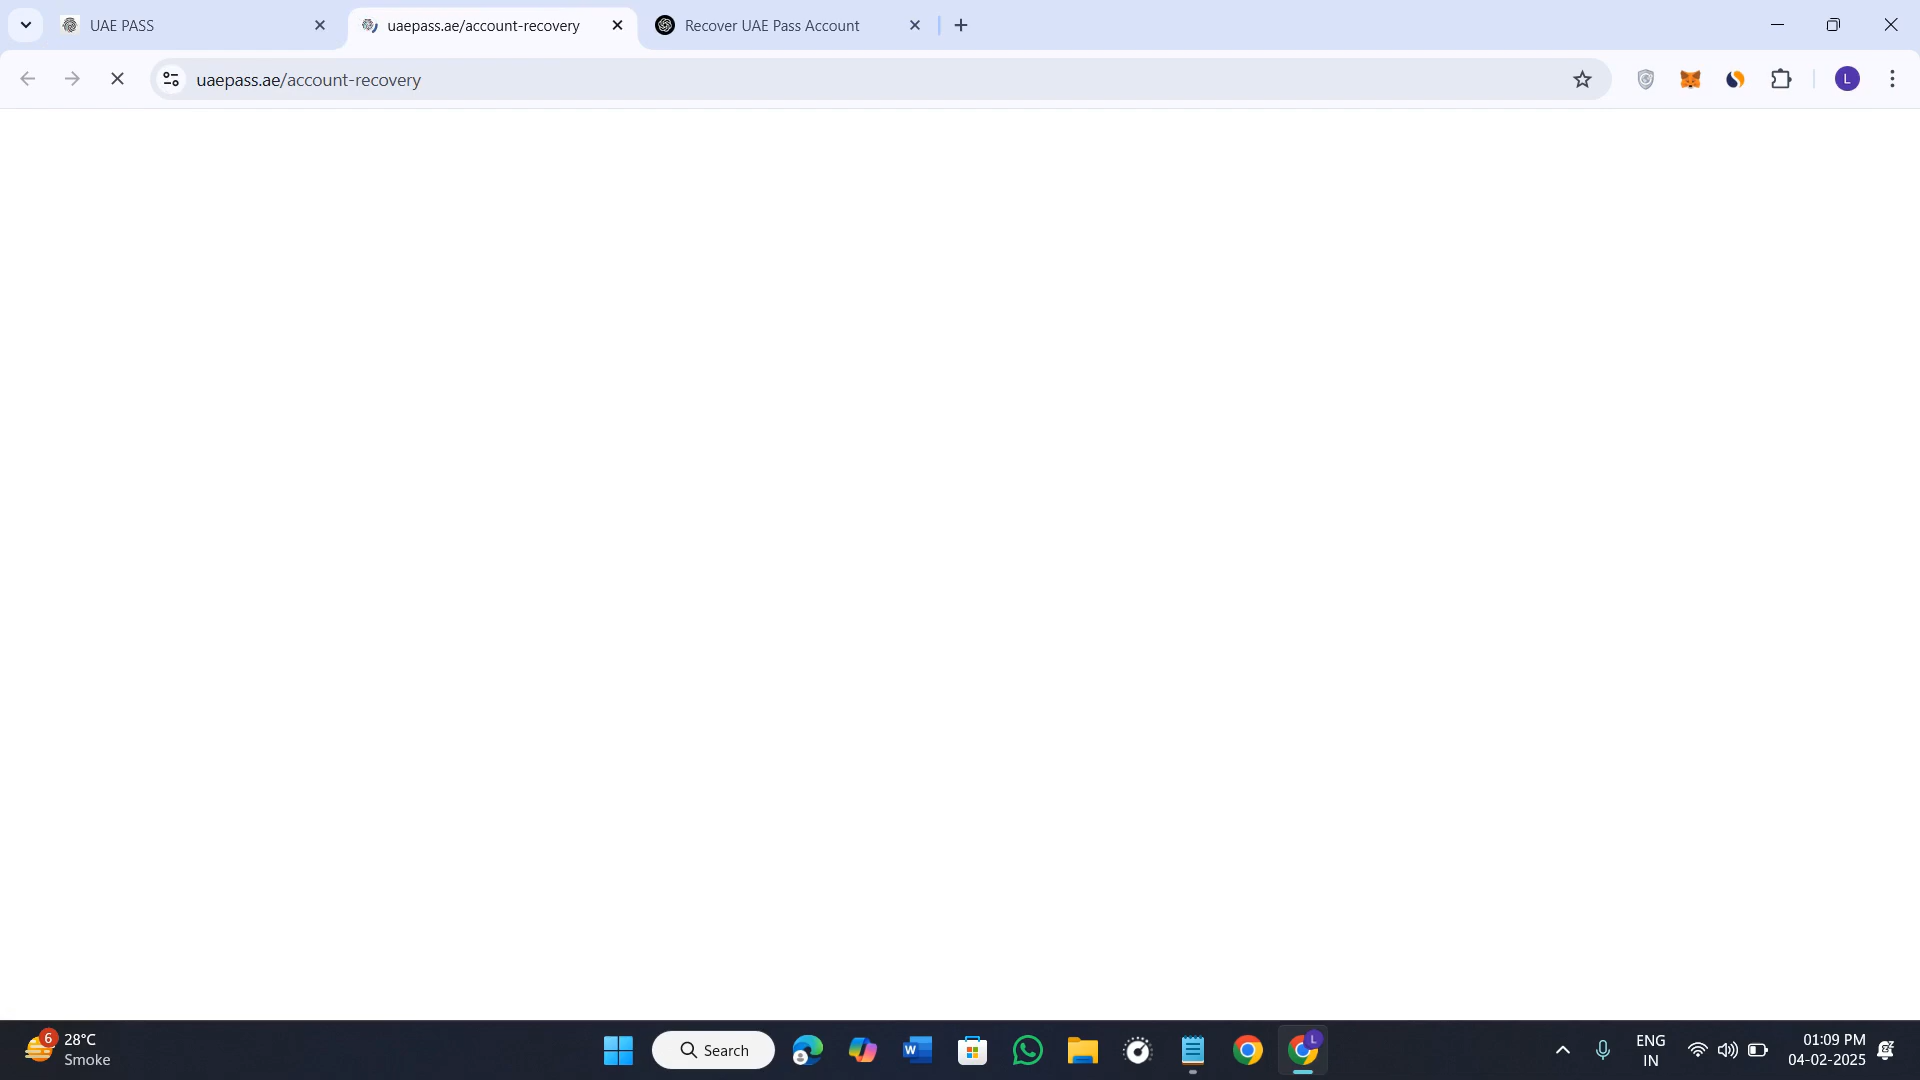 UAE PASS
uaepass.ae/account-recovery
Recover UAE Pass Account
uaepass.ae/account-recovery
L
6
28°C
Smoke
Search
W
L
ENG
IN
01:09 PM
04-02-2025